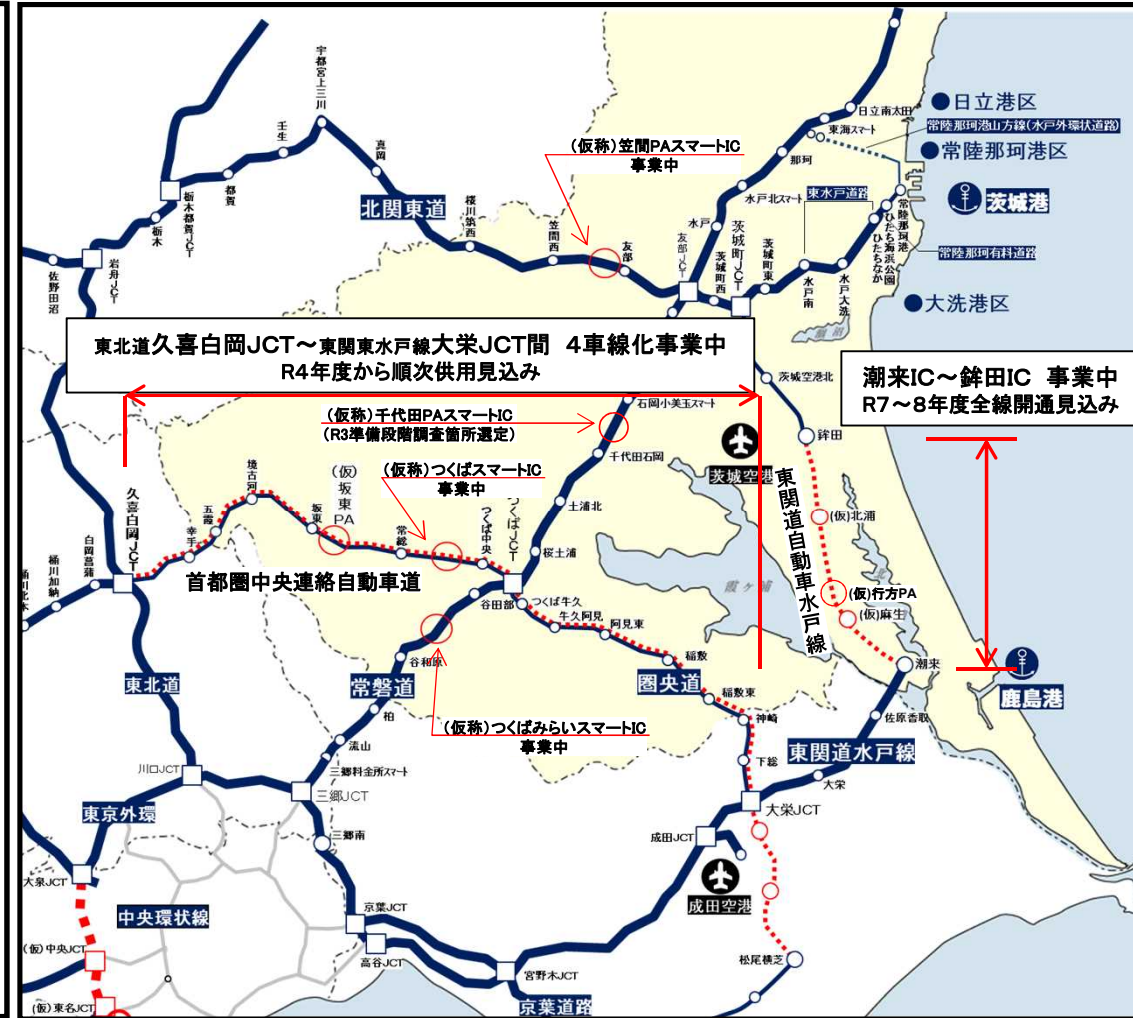 宇都宮上三川
壬生
真岡
都賀
栃木都賀JCT
栃木
岩舟JCT
佐野田沼
北関東道
桜川筑西
笠間西
友部
(仮称)笠間PAスマートIC
事業中
日立南太田
東海スマート
那珂
水戸北スマート
水戸
友部JCT
茨城町西
茨城町JCT
茨城町東
水戸南
水戸大洗
東水戸道路
ひたちなか
ひたち海浜公園
常陸那珂港
●日立港区
常陸那珂港山方線(水戸外環状道路)
●常陸那珂港区
茨城港
常陸那珂有料道路
●大洗港区
涸沼
東北道久喜白岡JCT～東関東水戸線大栄JCT間 4車線化事業中
R4年度から順次供用見込み
潮来IC～鉾田IC 事業中
R7～8年度全線開通見込み
茨城空港北
鉾田
石岡小美玉スマート
(仮称)千代田PAスマートIC
(R3準備段階調査箇所選定)
千代田石岡
茨城空港
東関道自動車水戸線
(仮)北浦
(仮)行方PA
(仮)麻生
潮来
鹿島港
佐原香取
霞ヶ浦
(仮称)つくばスマートIC
事業中
土浦北
桜土浦
つくばJCT
つくば中央
常総
(仮)坂東PA
坂東
境古河
五霞
幸手
久喜白岡JCT
白岡菖蒲
桶川加納
桶川北本
首都圏中央連絡自動車道
谷田部
つくば牛久
牛久阿見
阿見東
稲敷
稲敷東
神崎
下総
圏央道
谷和原
常磐道
東北道
柏
流山
(仮称)つくばみらいスマートIC
事業中
三郷料金所スマート
三郷JCT
川口JCT
三郷南
東京外環
大泉JCT
中央環状線
(仮)中央JCT
(仮)東名JCT
京葉JCT
高谷JCT
宮野木JCT
京葉道路
東関道水戸線
大栄
大栄JCT
成田JCT
成田空港
松尾横芝